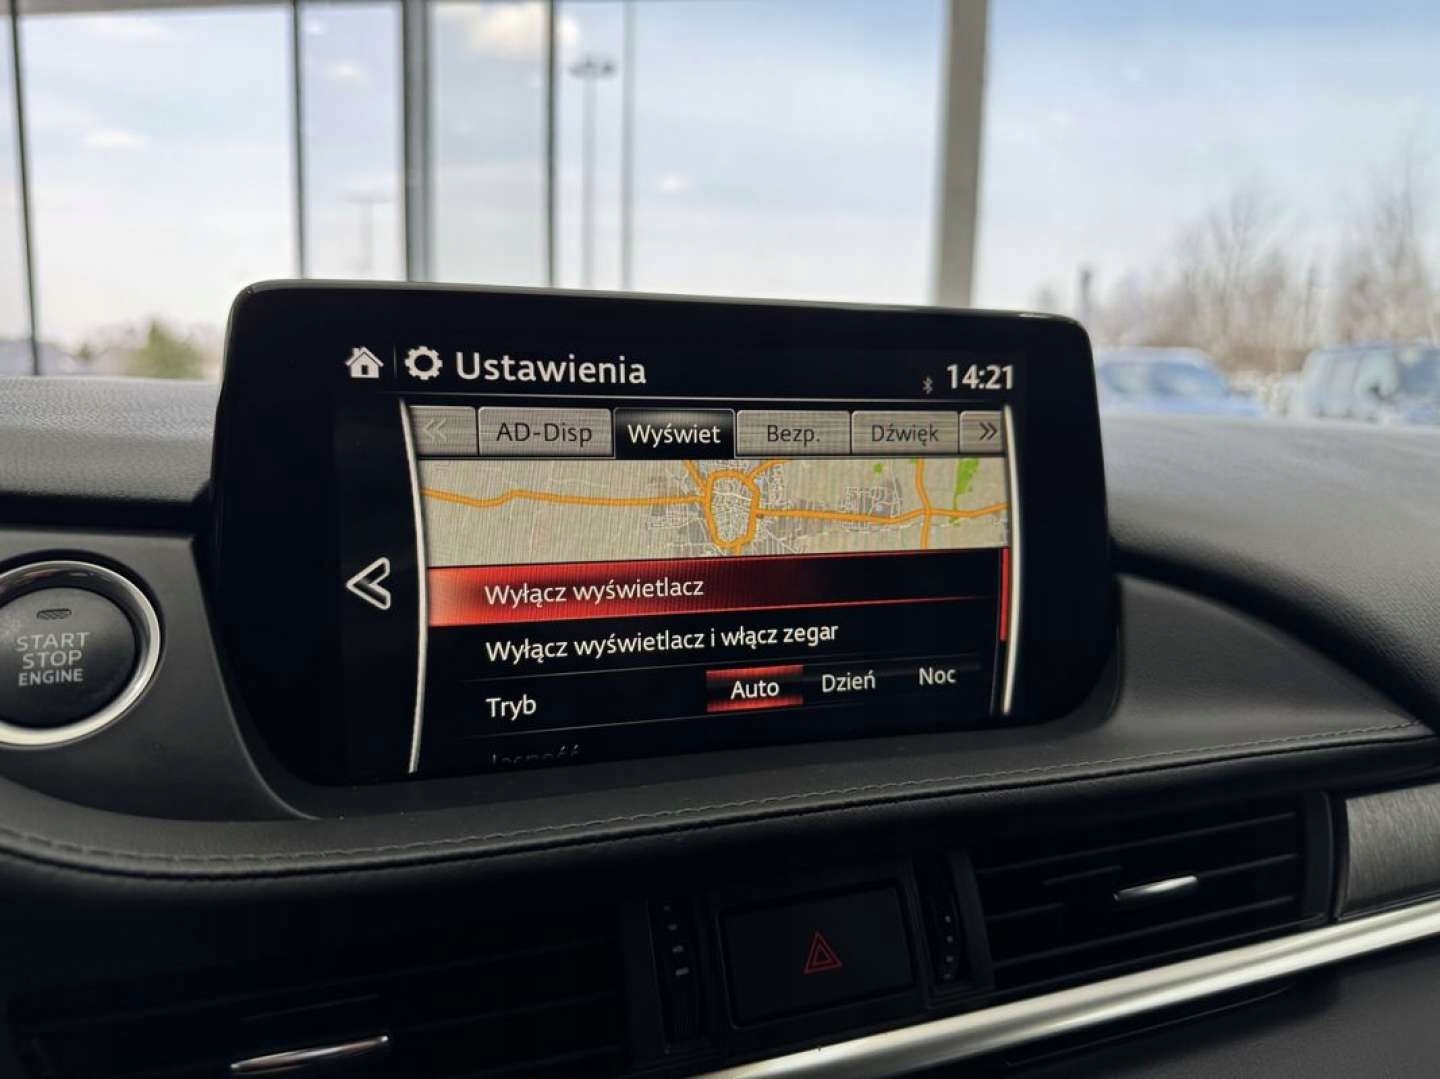 Ustawienia
14:21
AD-Disp Wyświet Bezp. Dźwięk
Wyłącz wyświetlacz
Wyłącz wyświetlacz i włącz zegar
Tryb Auto Dzień Noc
Jasność
START
STOP
ENGINE